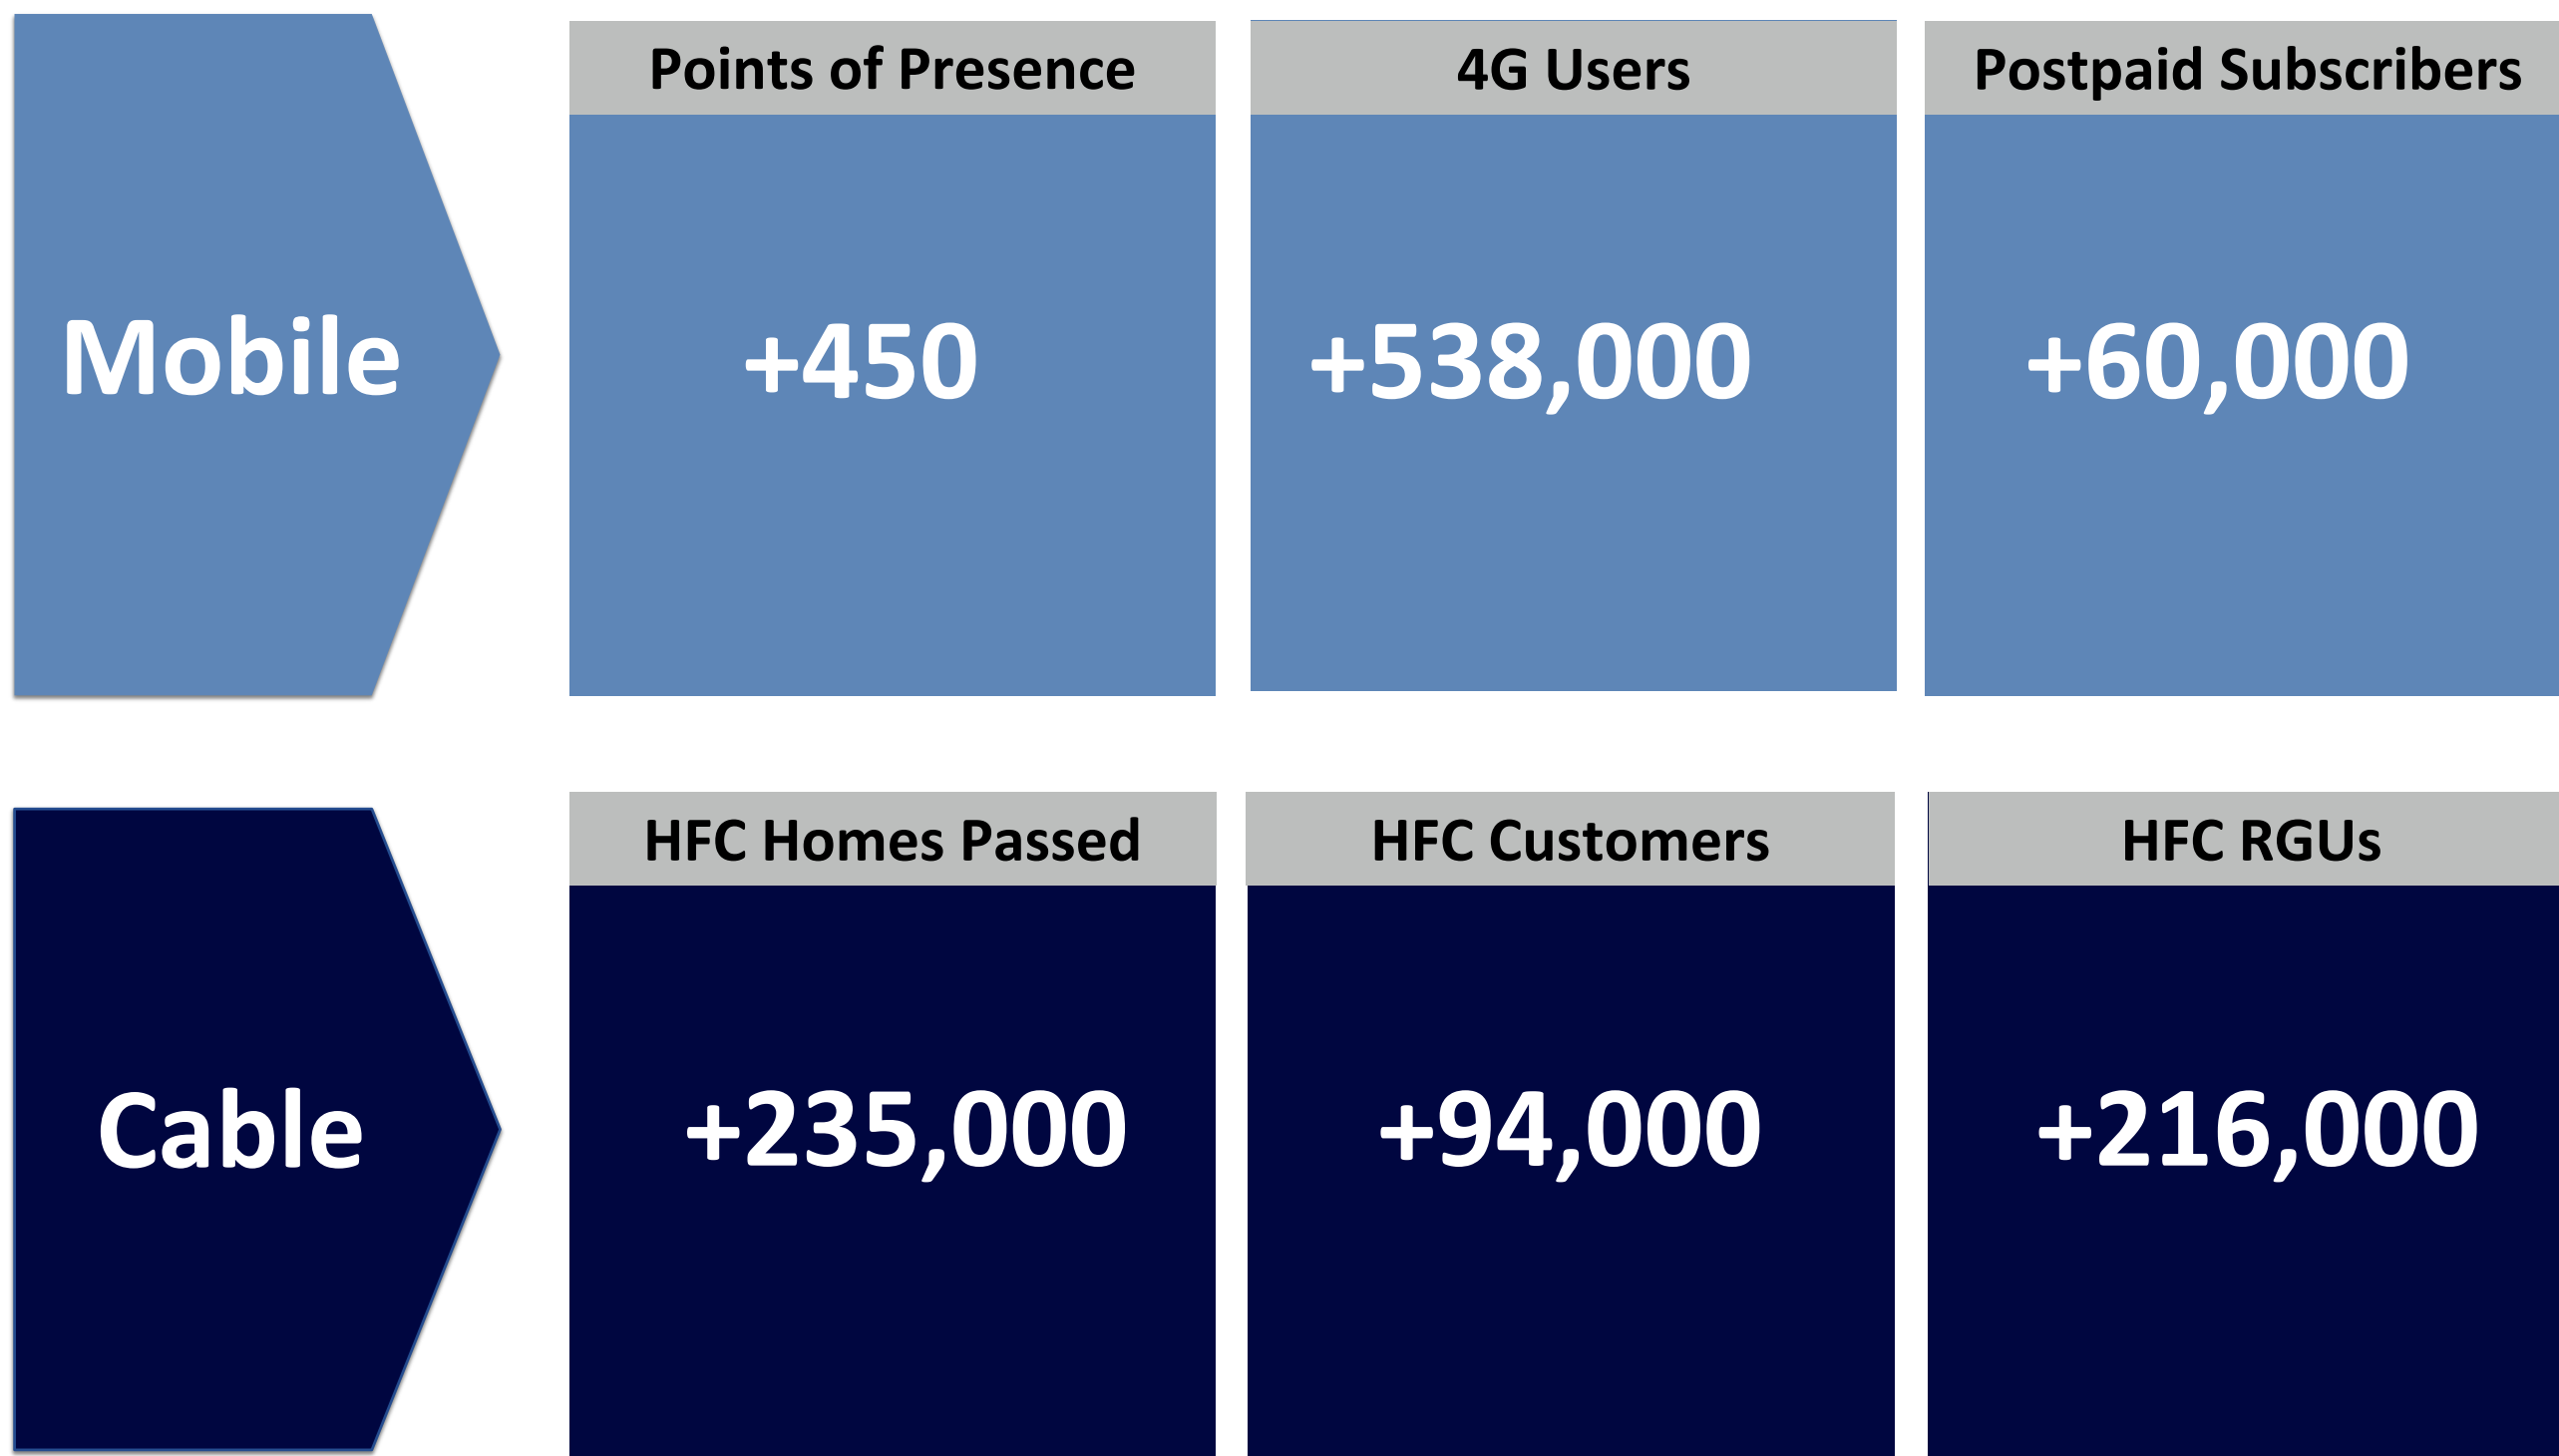 Mobile
Points of Presence
+450
4G Users
+538,000
Postpaid Subscribers
+60,000
Cable
HFC Homes Passed
+235,000
HFC Customers
+94,000
HFC RGUs
+216,000